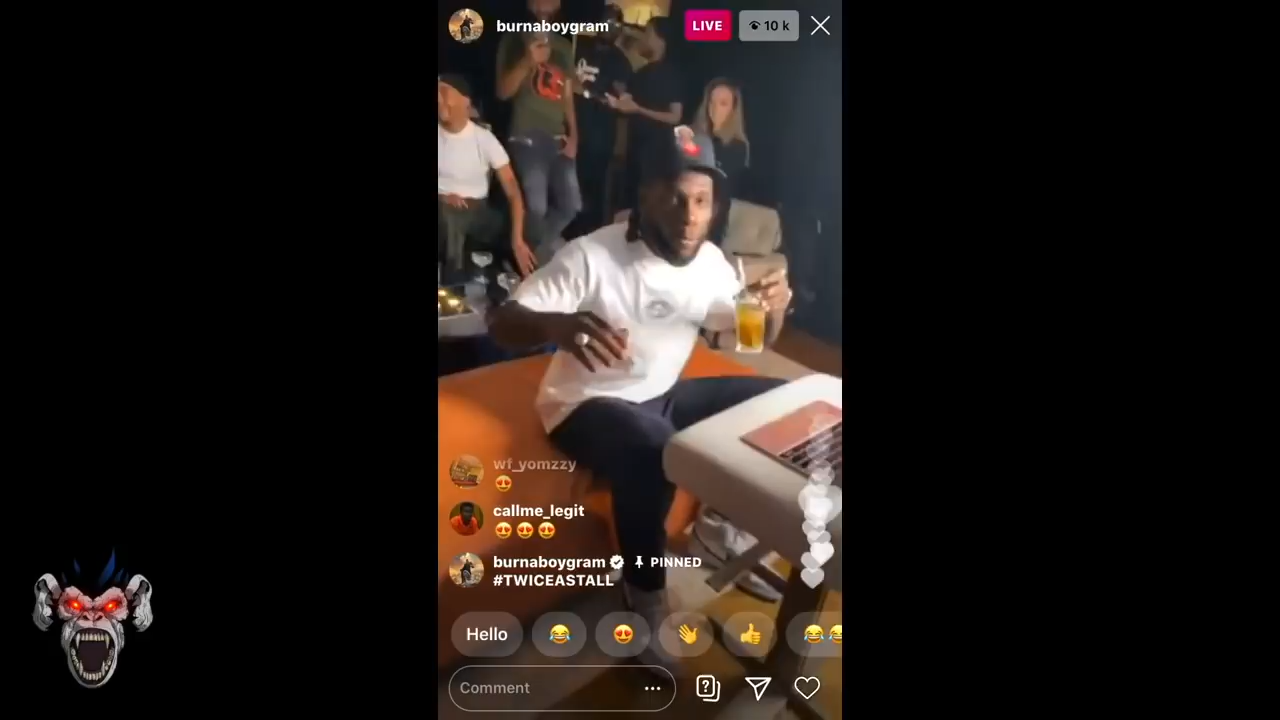 burnaboygram
LIVE
10 k
wf_yomzzy
callme_legit
burnaboygram PINNED
#TWICEASTALL
Hello
Comment